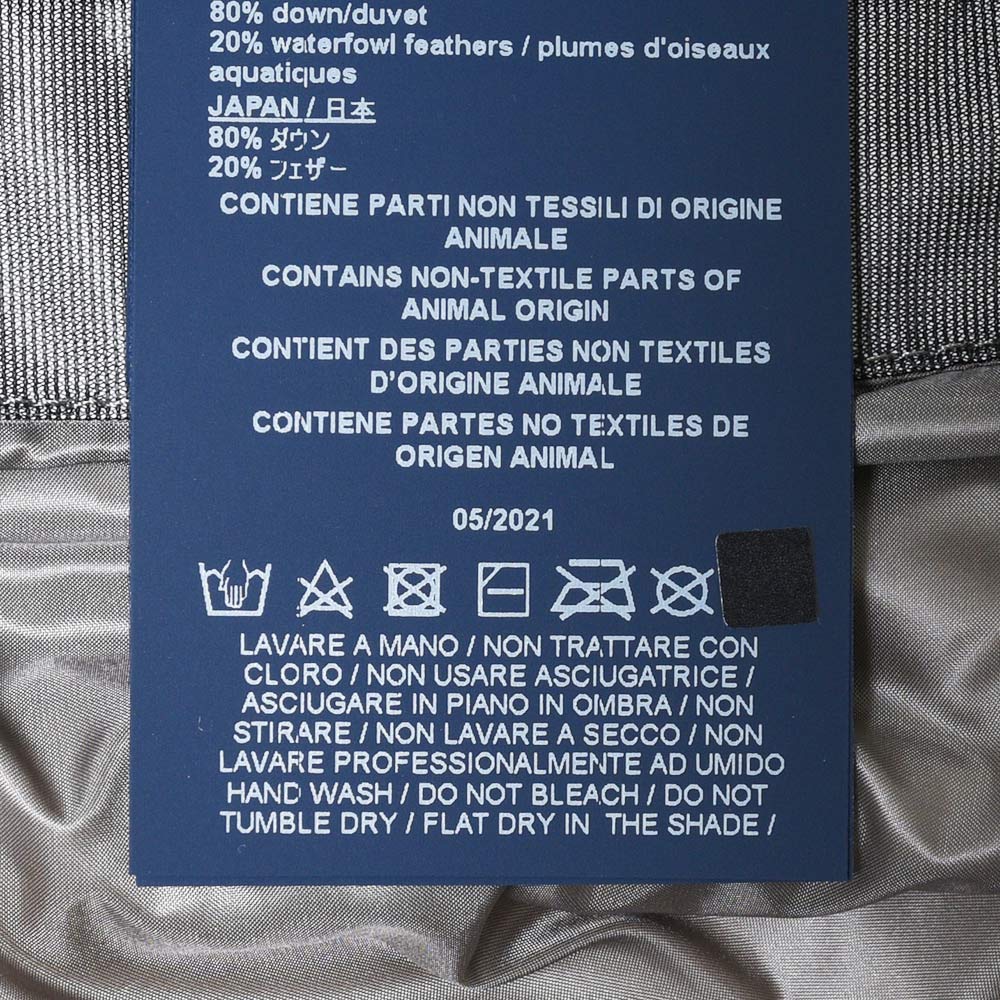 80% down/duvet
20% waterfowl feathers / plumes d'oiseaux
aquatiques
JAPAN / 日本
80% ダウン
20% フェザー
CONTIENE PARTI NON TESSILI DI ORIGINE
ANIMALE
CONTAINS NON-TEXTILE PARTS OF
ANIMAL ORIGIN
CONTIENT DES PARTIES NON TEXTILES
D'ORIGINE ANIMALE
CONTIENE PARTES NO TEXTILES DE
ORIGEN ANIMAL
05/2021
LAVARE A MANO / NON TRATTARE CON
CLORO / NON USARE ASCIUGATRICE /
ASCIUGARE IN PIANO IN OMBRA / NON
STIRARE / NON LAVARE A SECCO / NON
LAVARE PROFESSIONALMENTE AD UMIDO
HAND WASH / DO NOT BLEACH / DO NOT
TUMBLE DRY / FLAT DRY IN THE SHADE /